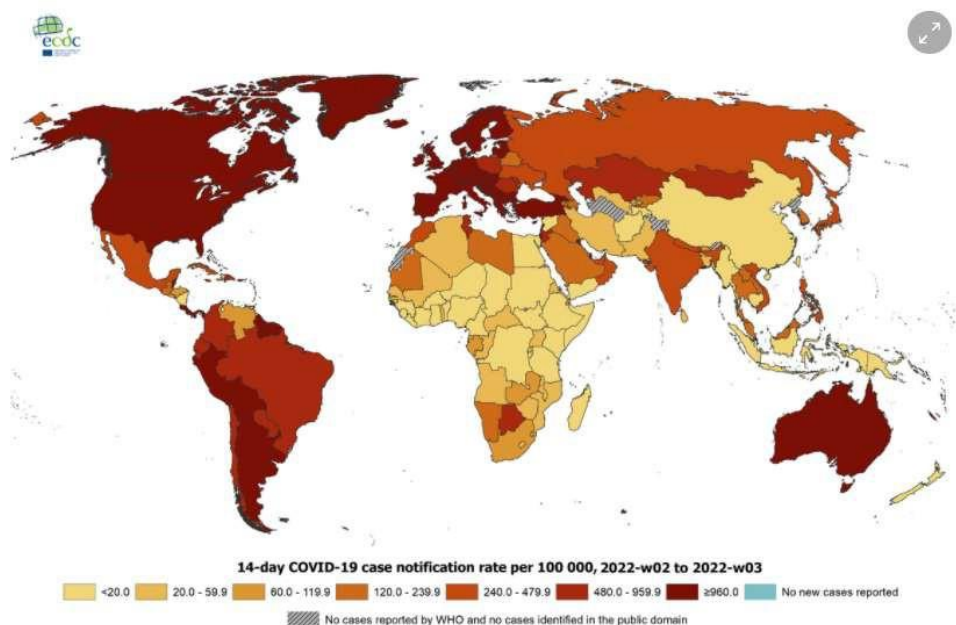 ecdc
14-day COVID-19 case notification rate per 100 000, 2022-w02 to 2022-w03
<20.0 20.0 - 59.9 60.0 - 119.9 120.0 - 239.9 240.0 - 479.9 480.0 - 959.9 ≥960.0 No new cases reported
No cases reported by WHO and no cases identified in the public domain